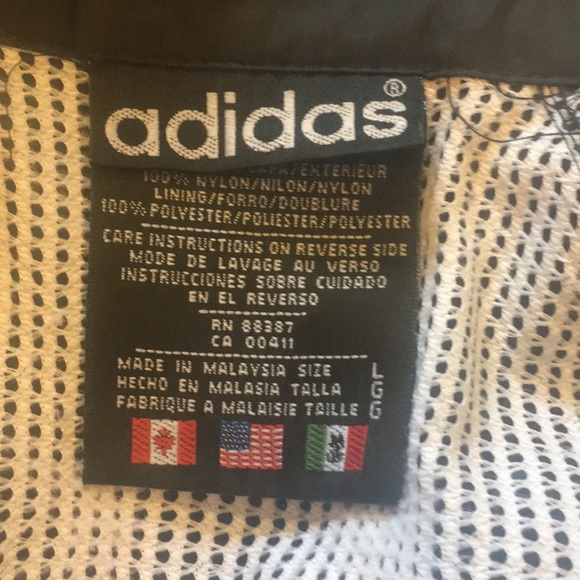 adidas®
CAPA/EXTERIEUR
100% NYLON/NILON/NYLON
LINING/FORRO/DOUBLURE
100% POLYESTER/POLIESTER/POLYESTER
CARE INSTRUCTIONS ON REVERSE SIDE
MODE DE LAVAGE AU VERSO
INSTRUCCIONES SOBRE CUIDADO
EN EL REVERSO
RN 88387
CA 00411
MADE IN MALAYSIA SIZE L
HECHO EN MALASIA TALLA G
FABRIQUE A MALAISIE TAILLE G